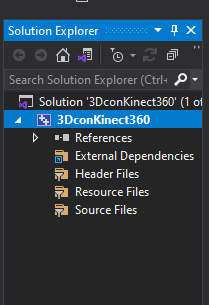 Solution Explorer
Search Solution Explorer (Ctrl+
Solution '3DconKinect360' (1 of
3DconKinect360
References
External Dependencies
Header Files
Resource Files
Source Files